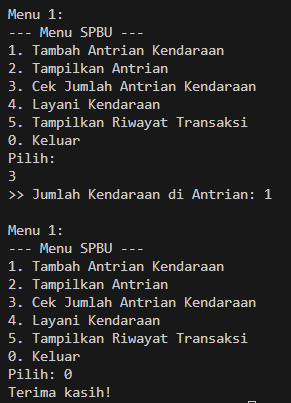 Menu 1:
--- Menu SPBU ---
1. Tambah Antrian Kendaraan
2. Tampilkan Antrian
3. Cek Jumlah Antrian Kendaraan
4. Layani Kendaraan
5. Tampilkan Riwayat Transaksi
0. Keluar
Pilih:
3
>> Jumlah Kendaraan di Antrian: 1

Menu 1:
--- Menu SPBU ---
1. Tambah Antrian Kendaraan
2. Tampilkan Antrian
3. Cek Jumlah Antrian Kendaraan
4. Layani Kendaraan
5. Tampilkan Riwayat Transaksi
0. Keluar
Pilih: 0
Terima kasih!